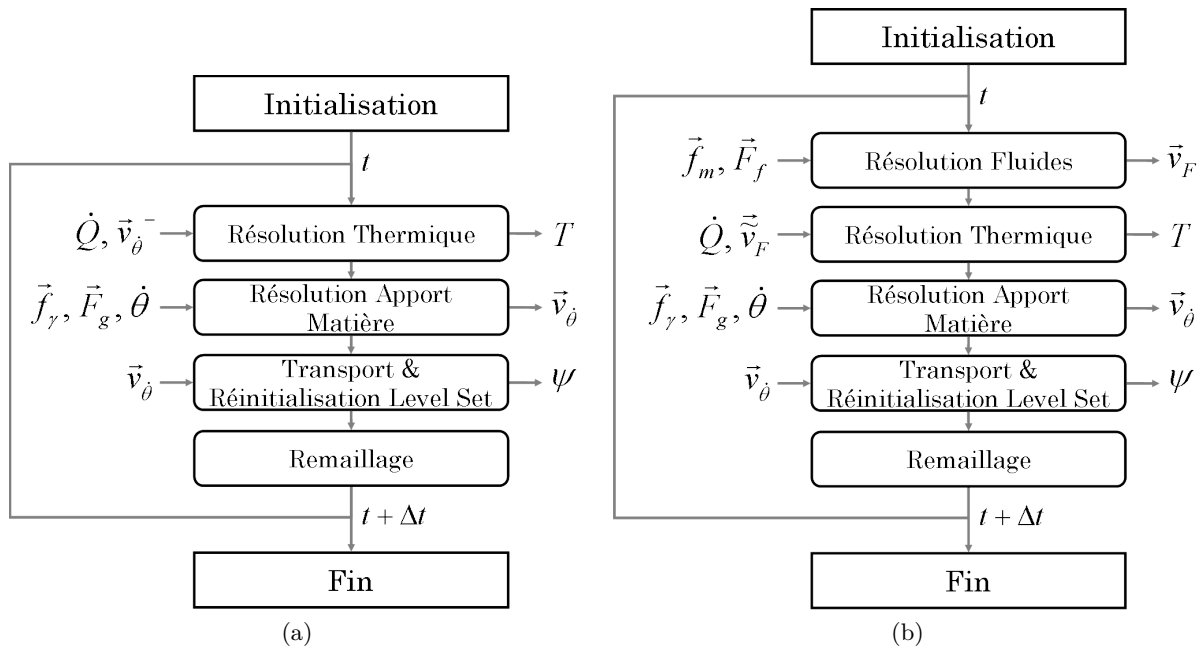 Initialisation
t
Q̇, v⃗_θ̇⁻
Résolution Thermique
T
f⃗_γ, F⃗_g, θ̇
Résolution Apport
Matière
v⃗_θ̇
v⃗_θ̇
Transport &
Réinitialisation Level Set
ψ
Remaillage
t + Δt
Fin
(a)
Initialisation
t
f⃗_m, F⃗_f
Résolution Fluides
v⃗_F
Q̇, ṽ⃗_F
Résolution Thermique
T
f⃗_γ, F⃗_g, θ̇
Résolution Apport
Matière
v⃗_θ̇
v⃗_θ̇
Transport &
Réinitialisation Level Set
ψ
Remaillage
t + Δt
Fin
(b)